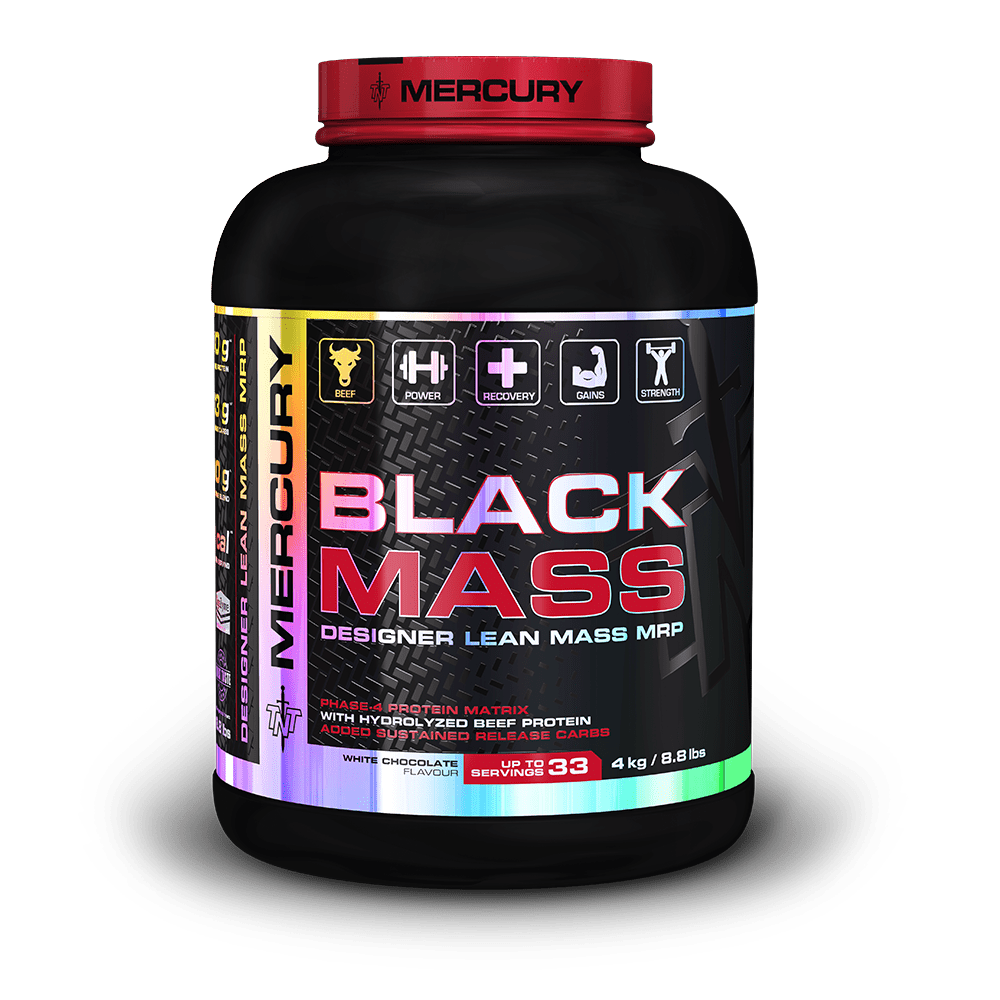 TNT MERCURY
BEEF
POWER
RECOVERY
GAINS
STRENGTH
BLACK
MASS
DESIGNER LEAN MASS MRP
PHASE-4 PROTEIN MATRIX
WITH HYDROLYZED BEEF PROTEIN
ADDED SUSTAINED RELEASE CARBS
WHITE CHOCOLATE
FLAVOUR
UP TO
SERVINGS 33
4 kg / 8.8 lbs
MERCURY
TNT
DESIGNER LEAN MASS MRP